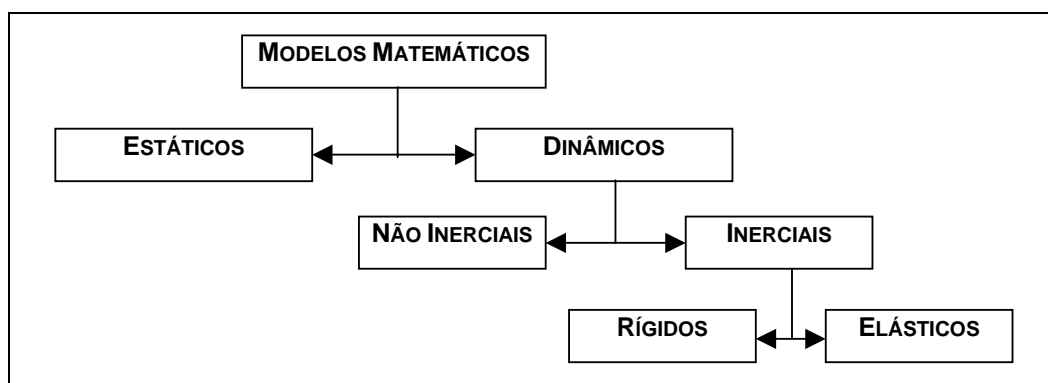 MODELOS MATEMÁTICOS
ESTÁTICOS
DINÂMICOS
NÃO INERCIAIS
INERCIAIS
RÍGIDOS
ELÁSTICOS